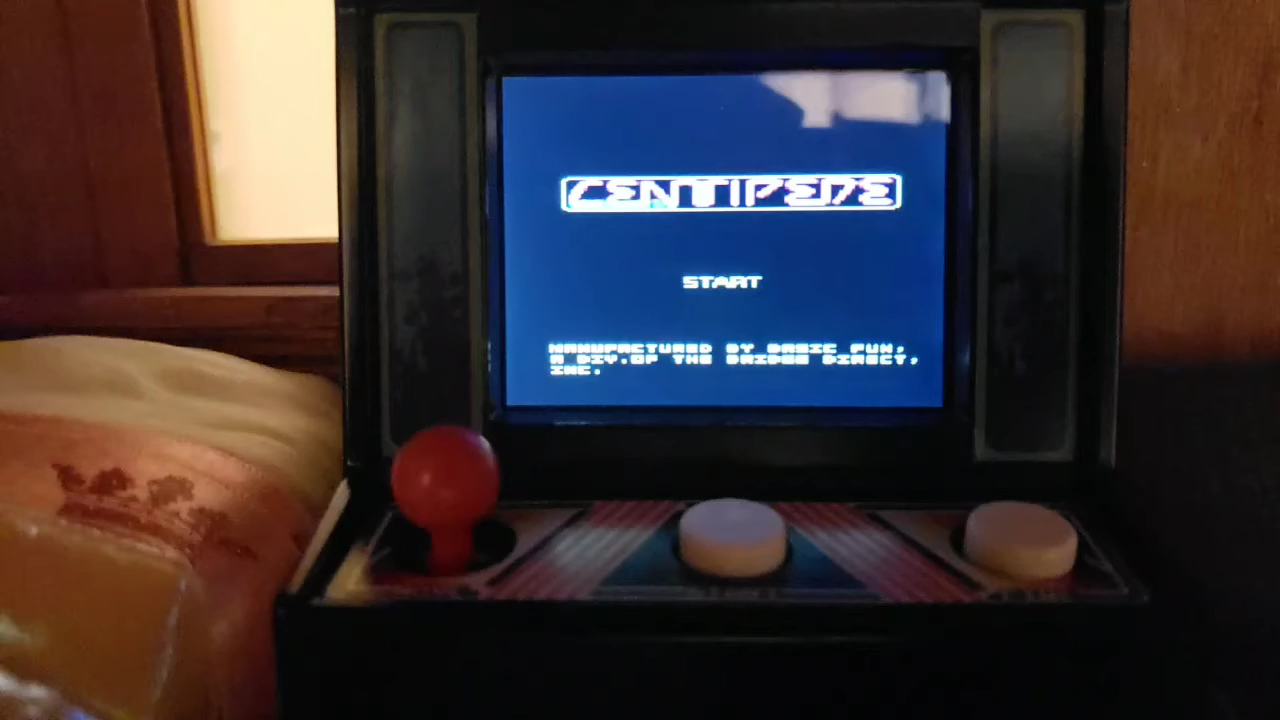 CENTIPEDE
START
MANUFACTURED BY BASIC FUN,
A DIV.OF THE BRIDGE DIRECT,
INC.